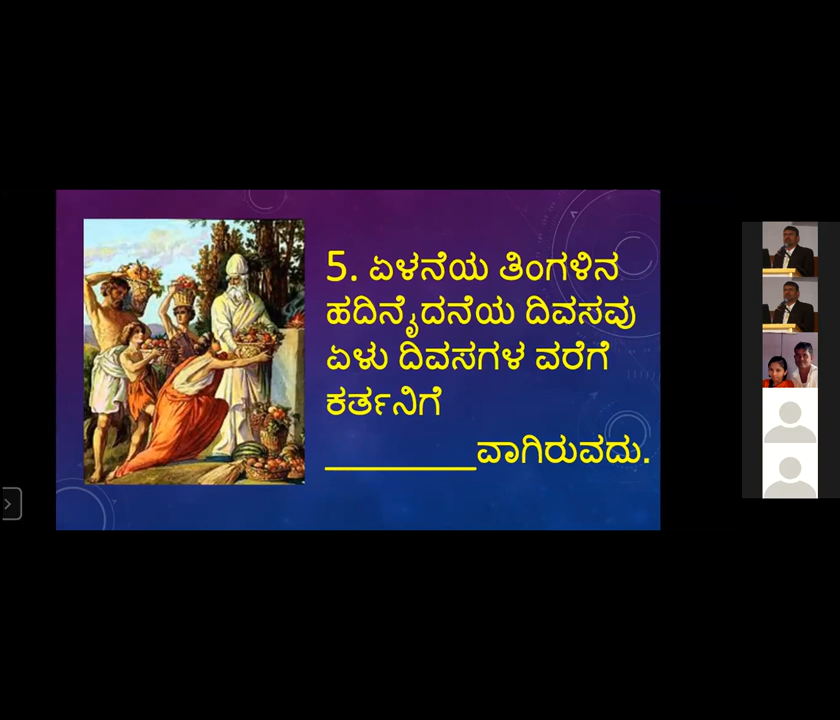 5. ಏಳನೆಯ ತಿಂಗಳಿನ
ಹದಿನೈದನೆಯ ದಿವಸವು
ಏಳು ದಿವಸಗಳ ವರೆಗೆ
ಕರ್ತನಿಗೆ
________ವಾಗಿರುವದು.